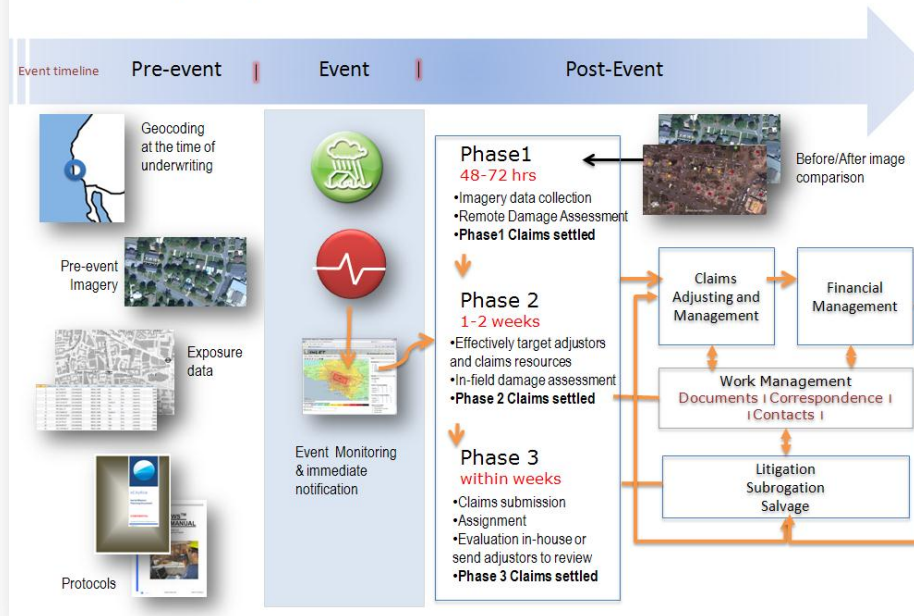 Event timeline
Pre-event
|
Event
|
Post-Event
Geocoding
at the time of
underwriting
Pre-event
Imagery
Exposure
data
Protocols
Event Monitoring
& immediate
notification
Phase1
48-72 hrs
•Imagery data collection
•Remote Damage Assessment
•Phase1 Claims settled
Phase 2
1-2 weeks
•Effectively target adjustors
and claims resources
•In-field damage assessment
•Phase 2 Claims settled
Phase 3
within weeks
•Claims submission
•Assignment
•Evaluation in-house or
send adjustors to review
•Phase 3 Claims settled
Before/After image
comparison
Claims
Adjusting and
Management
Financial
Management
Work Management
Documents | Correspondence |
|Contacts |
Litigation
Subrogation
Salvage